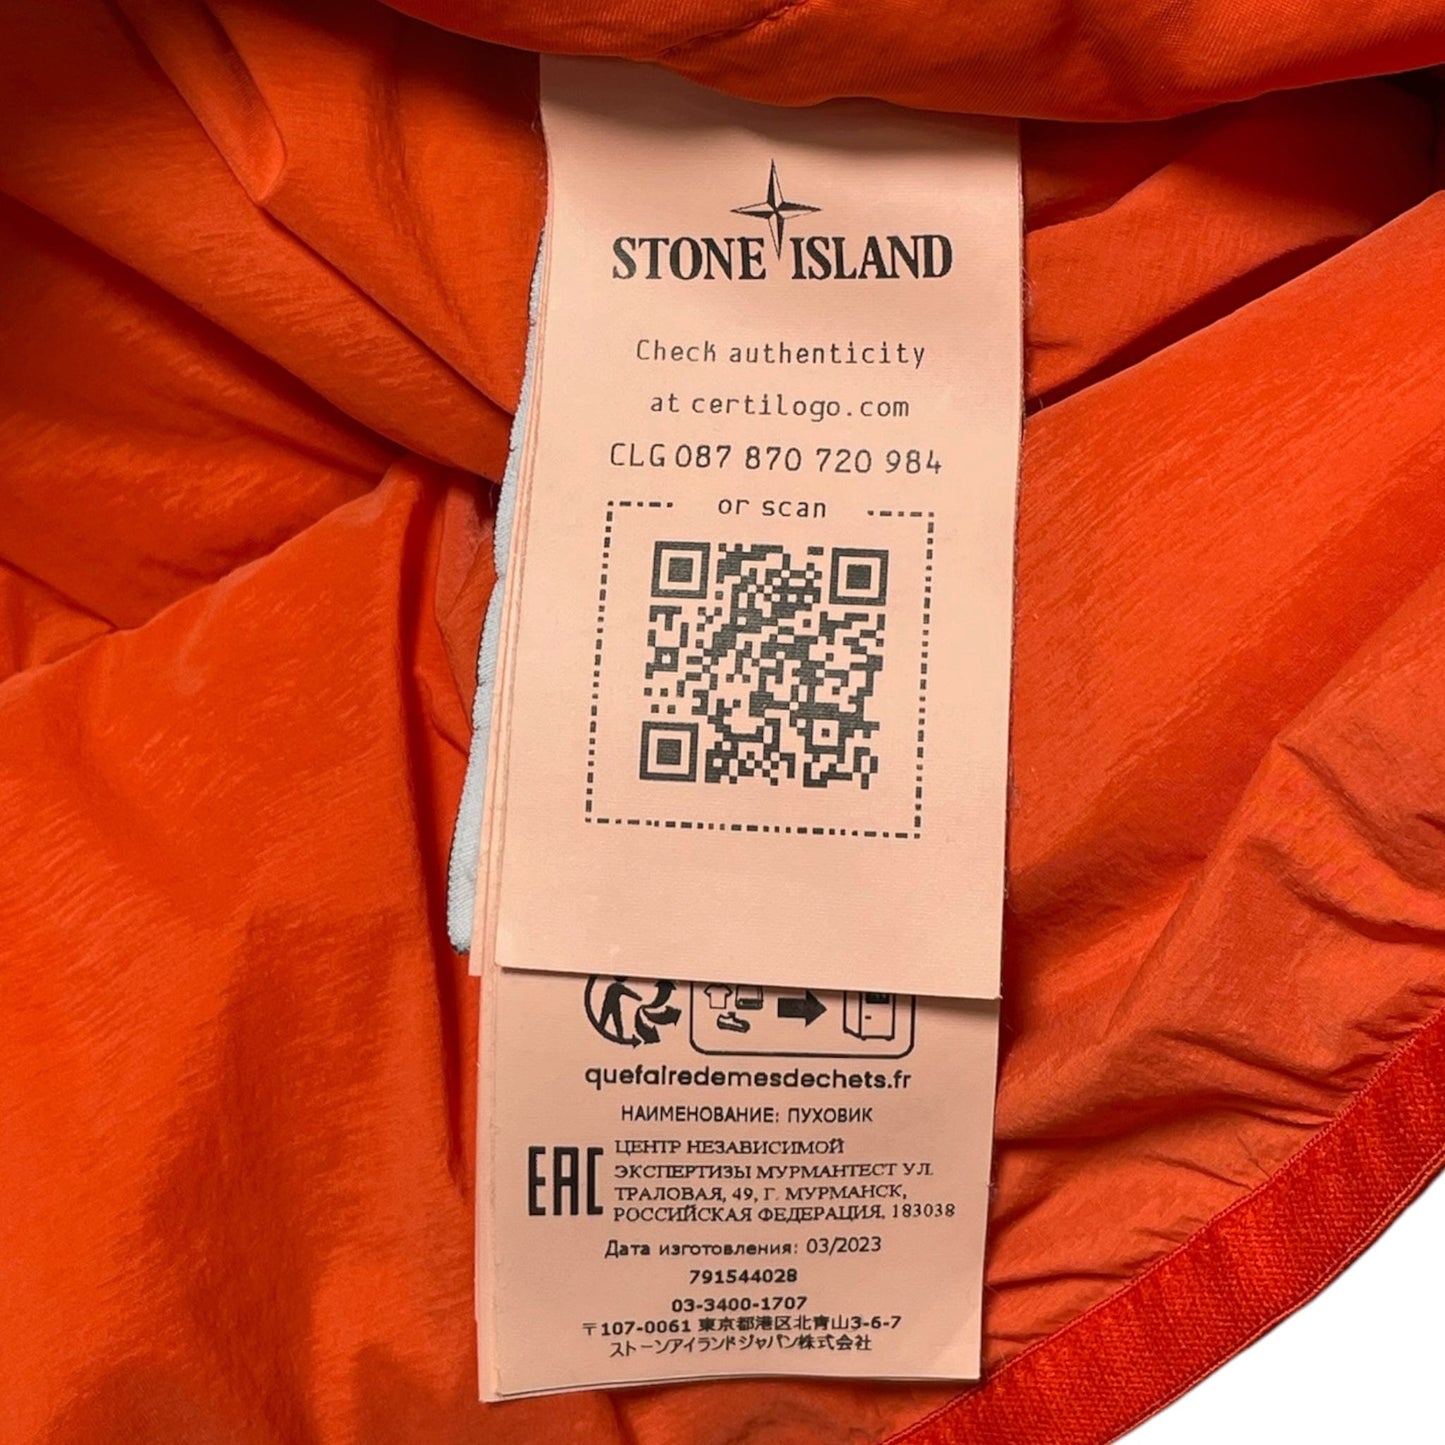 STONE ISLAND
Check authenticity
at certilogo.com
CLG 087 870 720 984
or scan
quefairedemesdechets.fr
НАИМЕНОВАНИЕ: ПУХОВИК
EAC
ЦЕНТР НЕЗАВИСИМОЙ
ЭКСПЕРТИЗЫ МУРМАНТЕСТ УЛ.
ТРАЛОВАЯ, 49, Г. МУРМАНСК,
РОССИЙСКАЯ ФЕДЕРАЦИЯ, 183038
Дата изготовления: 03/2023
791544028
03-3400-1707
〒107-0061 東京都港区北青山3-6-7
ストーンアイランドジャパン株式会社